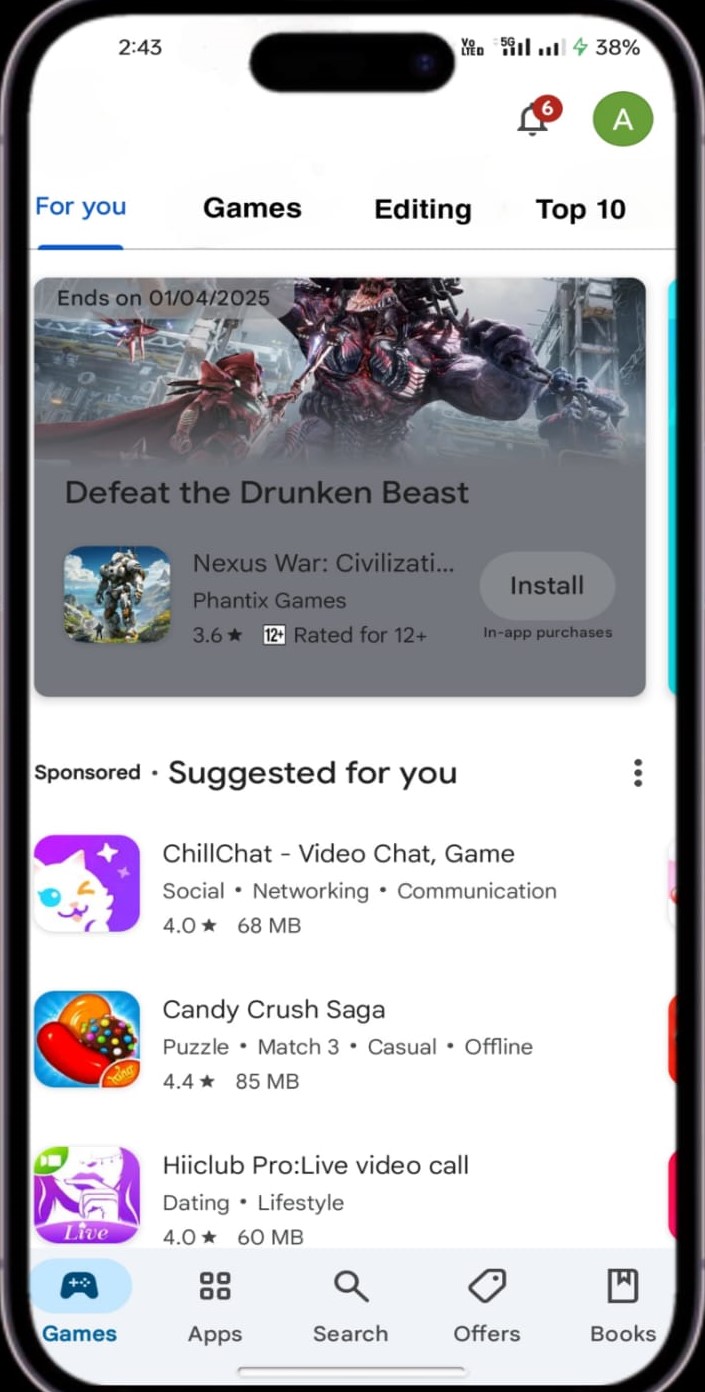 2:43 Vo LTED 5G 38%
6
A
For you Games Editing Top 10
Ends on 01/04/2025
Defeat the Drunken Beast
Nexus War: Civilizati...
Phantix Games
3.6★ 12+ Rated for 12+
Install
In-app purchases
Sponsored • Suggested for you
ChillChat - Video Chat, Game
Social • Networking • Communication
4.0★ 68 MB
Candy Crush Saga
Puzzle • Match 3 • Casual • Offline
4.4★ 85 MB
King
Hiiclub Pro:Live video call
Dating • Lifestyle
4.0★ 60 MB
Live
Games Apps Search Offers Books